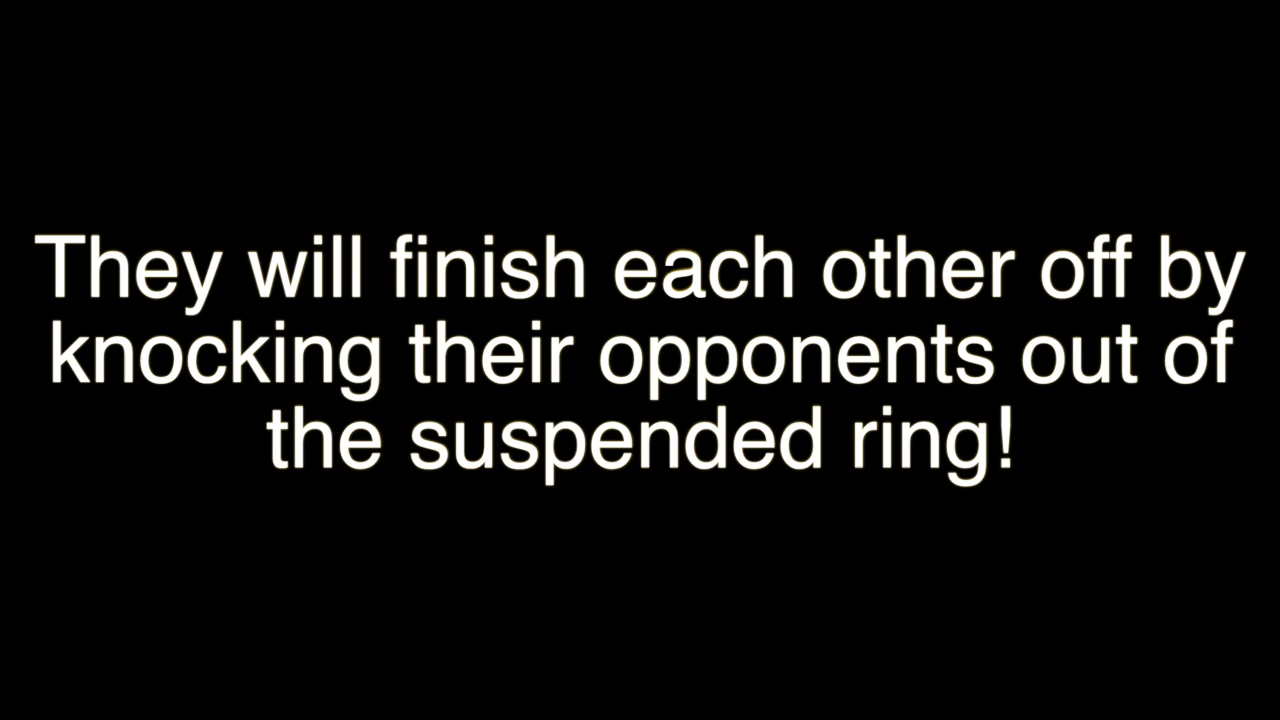 They will finish each other off by
knocking their opponents out of
the suspended ring!